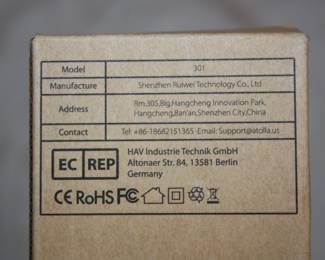 Model 301
Manufacture Shenzhen Ruiwei Technology Co., Ltd
Address Rm.305,Big,Hangcheng Innovation Park,
Hangcheng,Ban'an,Shenzhen City,China
Contact Tel: +86-18682151365 Email: Support@atolla.us
EC REP
HAV Industrie Technik GmbH
Altonaer Str. 84, 13581 Berlin
Germany
CE RoHS FC